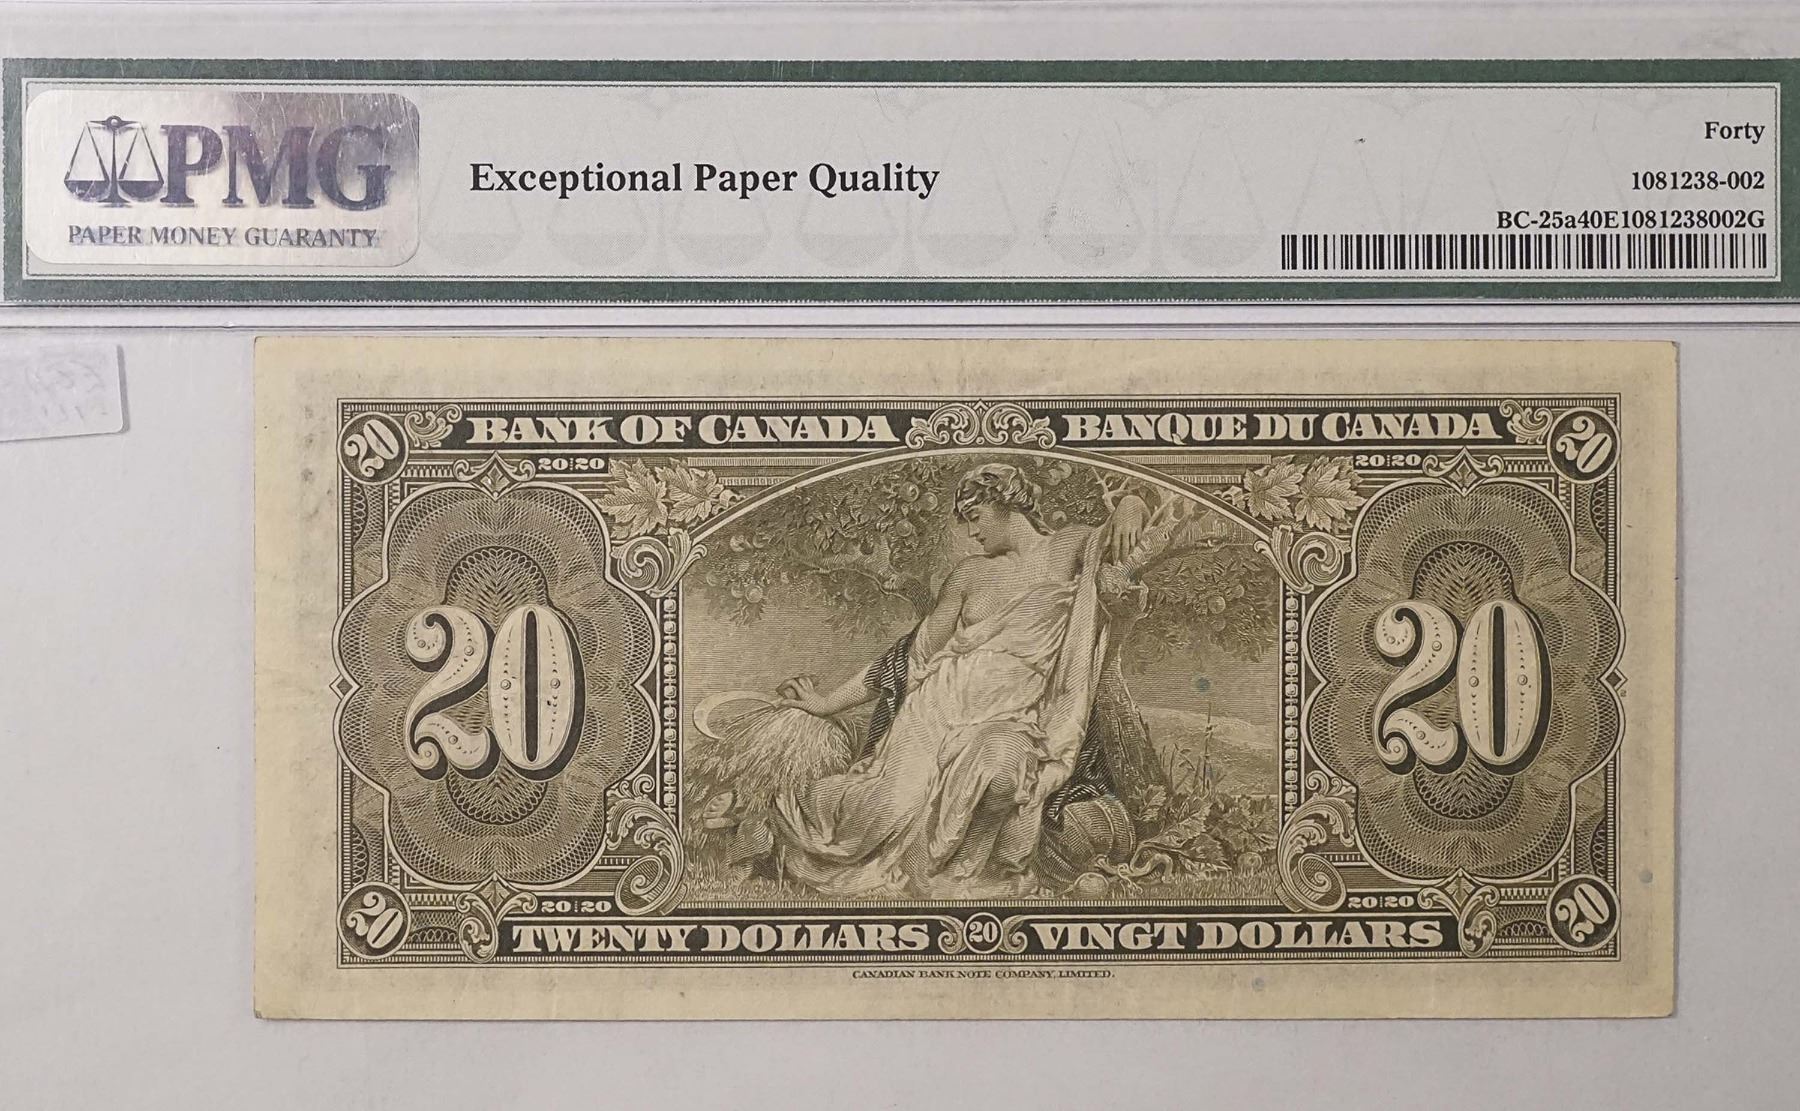 PMG
PAPER MONEY GUARANTY
Exceptional Paper Quality
Forty
1081238-002
BC-25a40E1081238002G
20 BANK OF CANADA BANQUE DU CANADA 20
20 20 20 20
20 20
20 20 20 20
20 TWENTY DOLLARS 20 VINGT DOLLARS 20
CANADIAN BANK NOTE COMPANY, LIMITED.